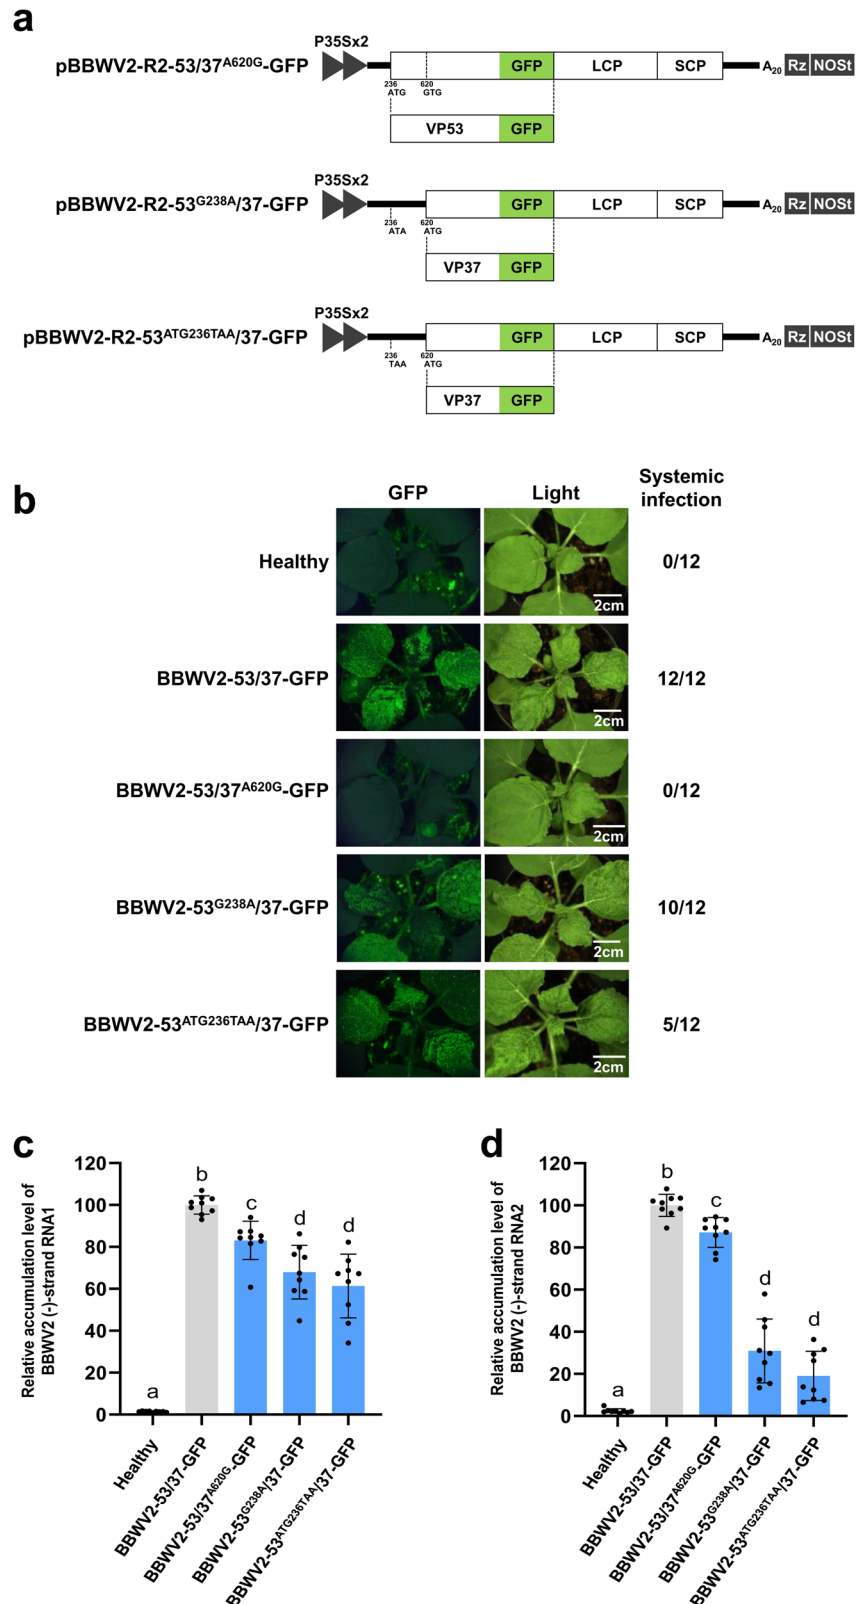 a
P35Sx2
pBBWV2-R2-53/37A620G-GFP
GFP LCP SCP A20 Rz NOSt
236 620
ATG GTG
VP53 GFP
P35Sx2
pBBWV2-R2-53G238A/37-GFP
GFP LCP SCP A20 Rz NOSt
236 620
ATA ATG
VP37 GFP
P35Sx2
pBBWV2-R2-53ATG236TAA/37-GFP
GFP LCP SCP A20 Rz NOSt
236 620
TAA ATG
VP37 GFP
b
GFP Light Systemic
infection
Healthy 0/12
2cm
BBWV2-53/37-GFP 12/12
2cm
BBWV2-53/37A620G-GFP 0/12
2cm
BBWV2-53G238A/37-GFP 10/12
2cm
BBWV2-53ATG236TAA/37-GFP 5/12
2cm
c
Relative accumulation level of
BBWV2 (-)-strand RNA1
120
100
80
60
40
20
0
a b c d d
Healthy
BBWV2-53/37-GFP
BBWV2-53/37A620G-GFP
BBWV2-53G238A/37-GFP
BBWV2-53ATG236TAA/37-GFP
d
Relative accumulation level of
BBWV2 (-)-strand RNA2
120
100
80
60
40
20
0
a b c d d
Healthy
BBWV2-53/37-GFP
BBWV2-53/37A620G-GFP
BBWV2-53G238A/37-GFP
BBWV2-53ATG236TAA/37-GFP